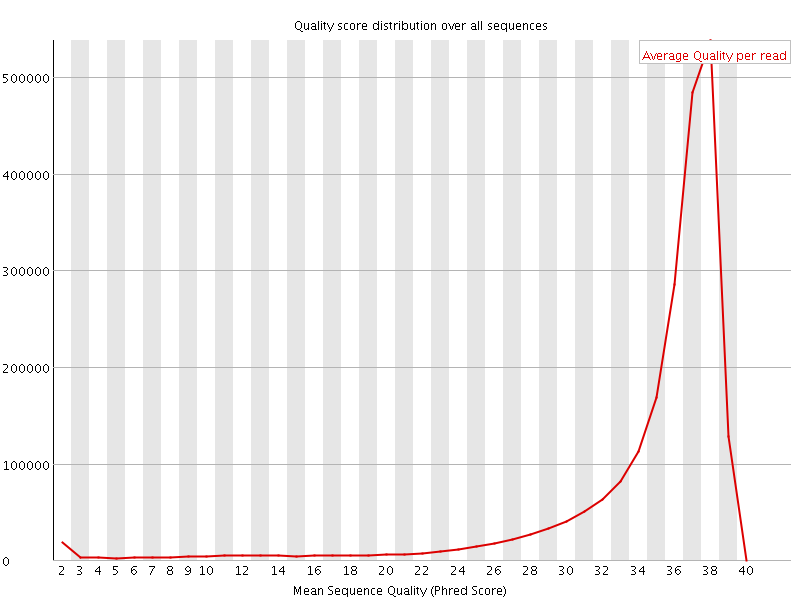 Quality score distribution over all sequences
Average Quality per read
500000
400000
300000
200000
100000
0
2 3 4 5 6 7 8 9 10 12 14 16 18 20 22 24 26 28 30 32 34 36 38 40
Mean Sequence Quality (Phred Score)